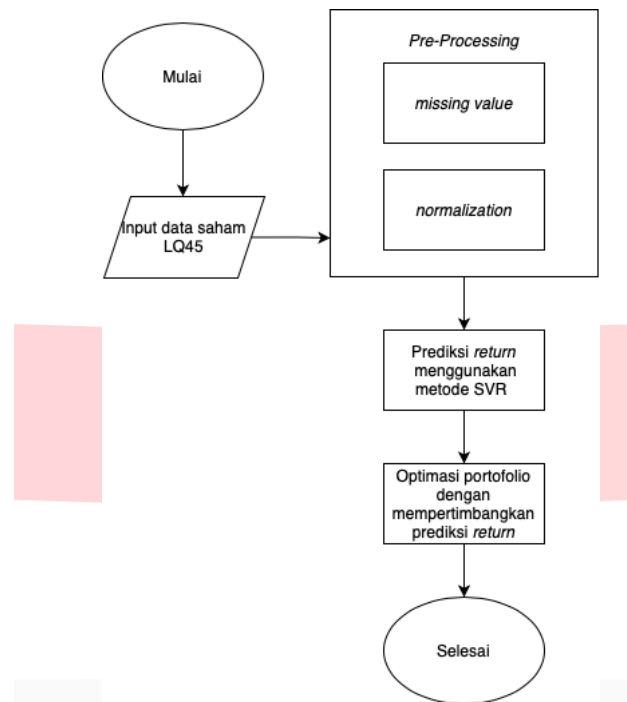 Mulai
Input data saham
LQ45
Pre-Processing
missing value
normalization
Prediksi return
menggunakan
metode SVR
Optimasi portofolio
dengan
mempertimbangkan
prediksi return
Selesai